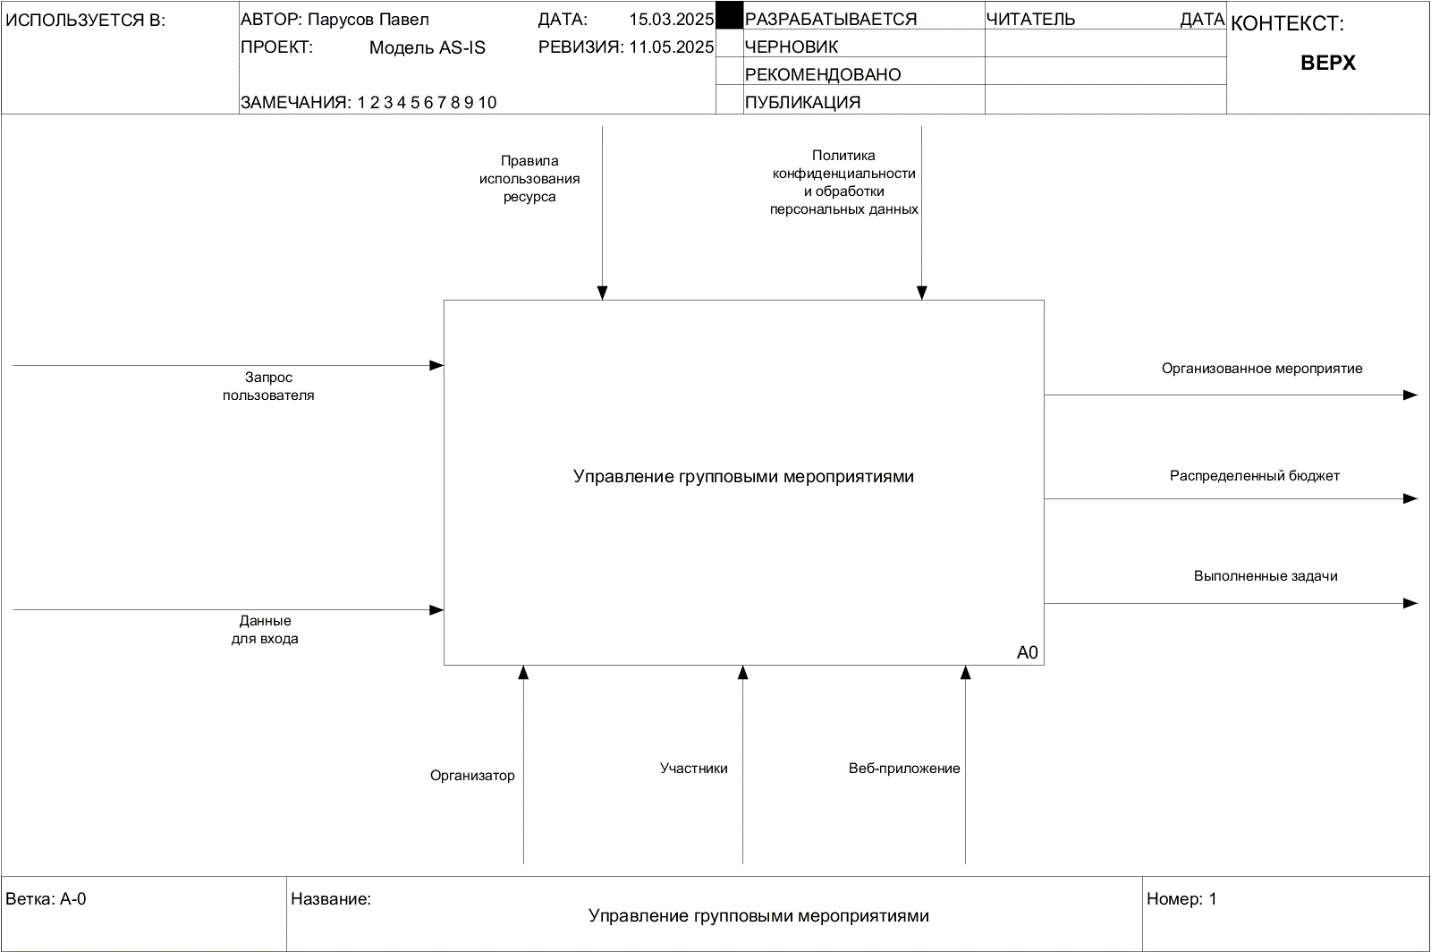 ИСПОЛЬЗУЕТСЯ В:
АВТОР: Парусов Павел
ДАТА: 15.03.2025
ПРОЕКТ: Модель AS-IS
РЕВИЗИЯ: 11.05.2025
ЗАМЕЧАНИЯ: 1 2 3 4 5 6 7 8 9 10
РАЗРАБАТЫВАЕТСЯ
ЧЕРНОВИК
РЕКОМЕНДОВАНО
ПУБЛИКАЦИЯ
ЧИТАТЕЛЬ ДАТА
КОНТЕКСТ:
ВЕРХ
Правила
использования
ресурса
Политика
конфиденциальности
и обработки
персональных данных
Запрос
пользователя
Данные
для входа
Управление групповыми мероприятиями
A0
Организованное мероприятие
Распределенный бюджет
Выполненные задачи
Организатор
Участники
Веб-приложение
Ветка: A-0
Название:
Управление групповыми мероприятиями
Номер: 1